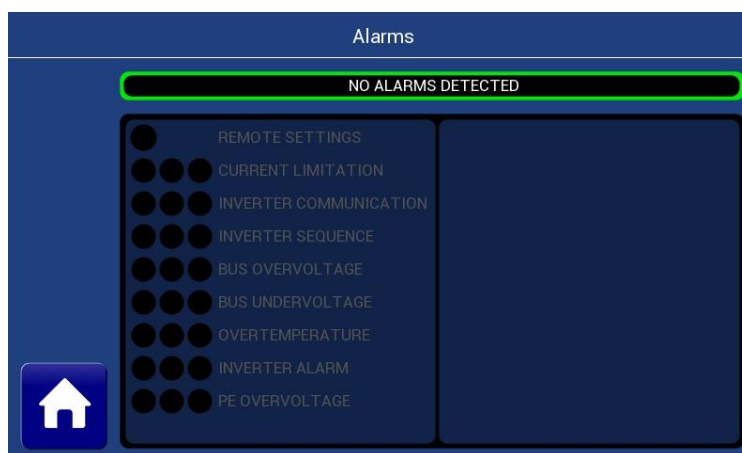 Alarms
NO ALARMS DETECTED
REMOTE SETTINGS
CURRENT LIMITATION
INVERTER COMMUNICATION
INVERTER SEQUENCE
BUS OVERVOLTAGE
BUS UNDERVOLTAGE
OVERTEMPERATURE
INVERTER ALARM
PE OVERVOLTAGE